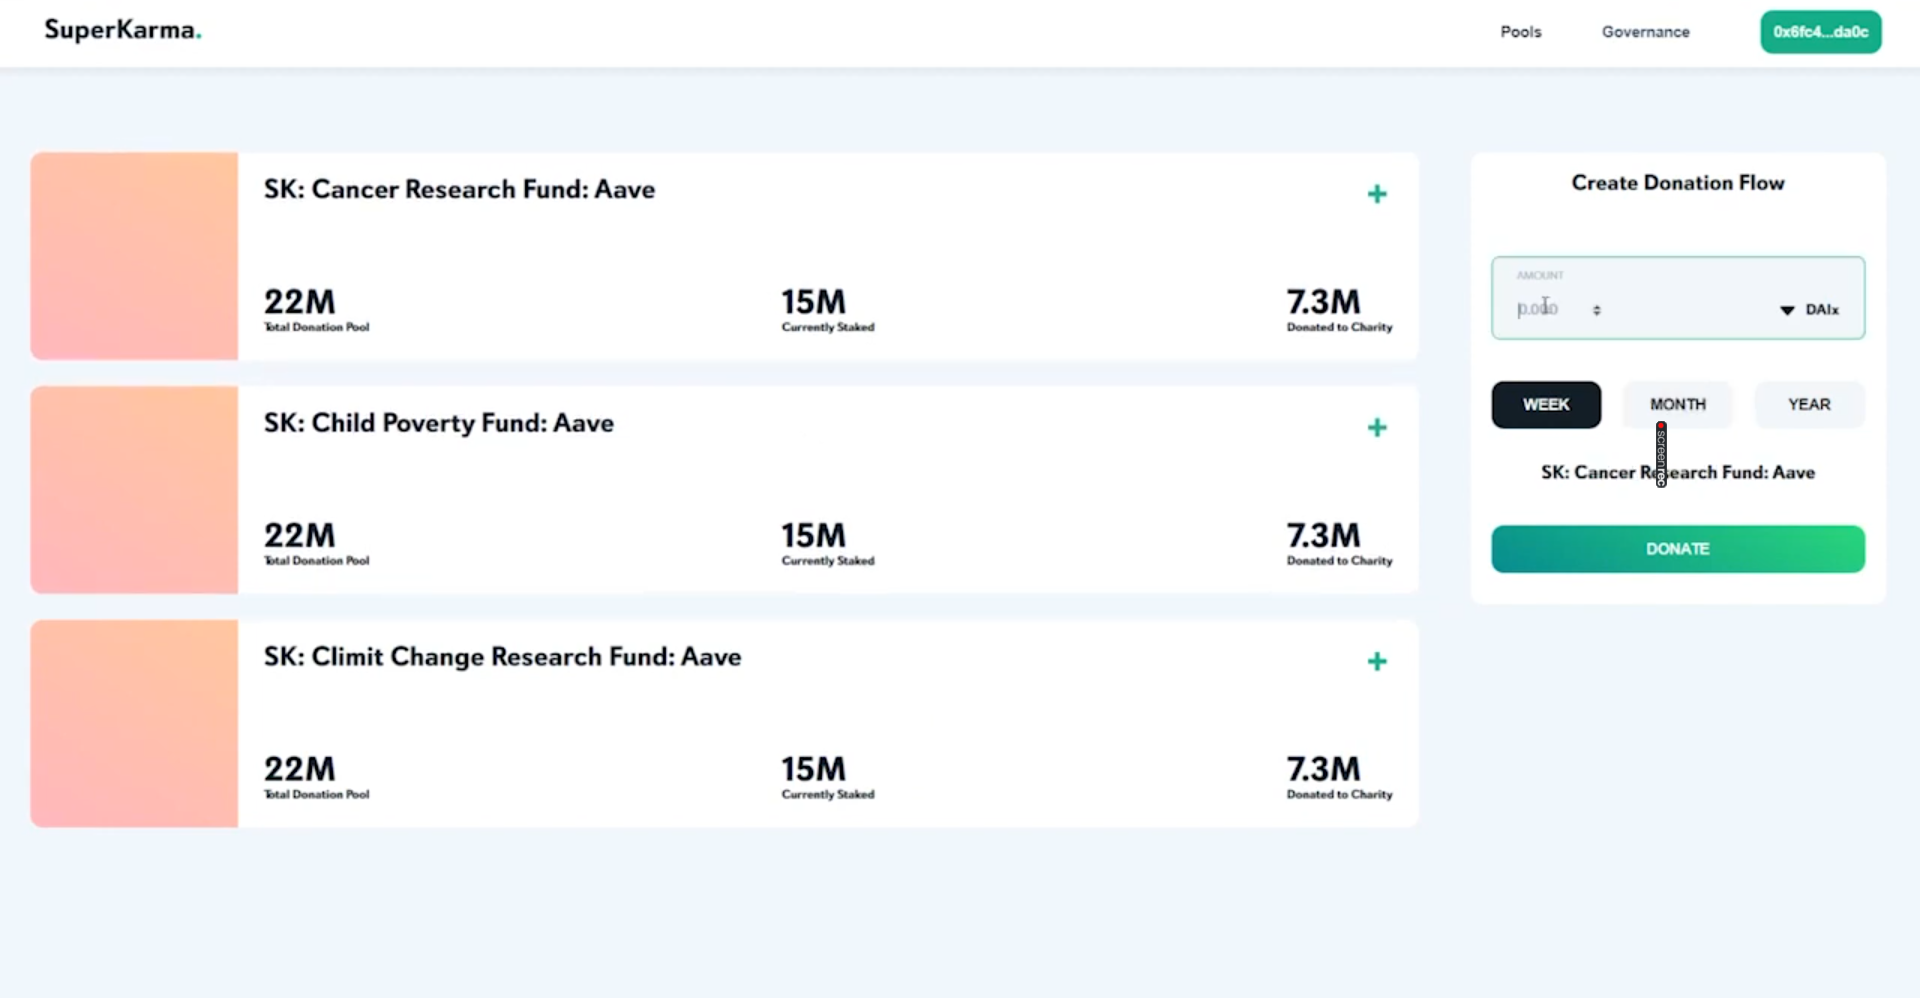 SuperKarma.
Pools
Governance
0x6fc4...da0c
SK: Cancer Research Fund: Aave
+
22M
Total Donation Pool
15M
Currently Staked
7.3M
Donated to Charity
SK: Child Poverty Fund: Aave
+
22M
Total Donation Pool
15M
Currently Staked
7.3M
Donated to Charity
SK: Climit Change Research Fund: Aave
+
22M
Total Donation Pool
15M
Currently Staked
7.3M
Donated to Charity
Create Donation Flow
AMOUNT
0.000
DAIx
WEEK
MONTH
YEAR
screenrec
SK: Cancer Research Fund: Aave
DONATE